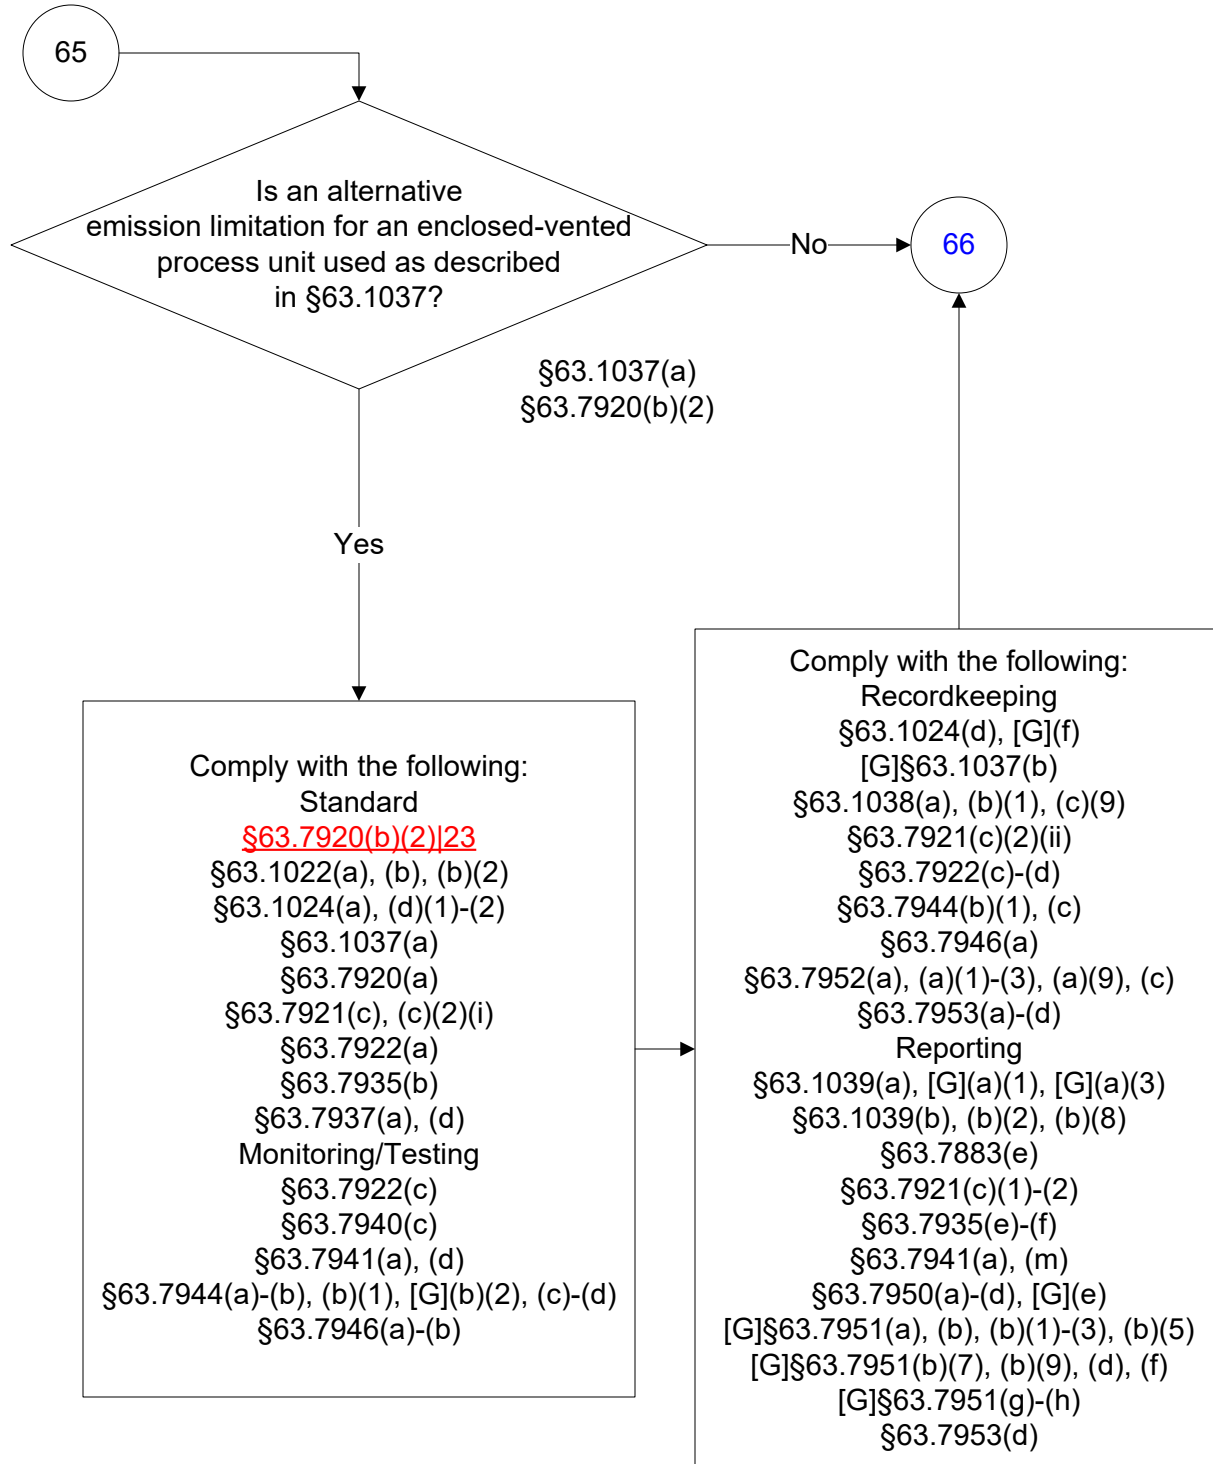 65
Is an alternative
emission limitation for an enclosed-vented
process unit used as described
in §63.1037?
No
66
§63.1037(a)
§63.7920(b)(2)
Yes
Comply with the following:
Standard
§63.7920(b)(2)|23
§63.1022(a), (b), (b)(2)
§63.1024(a), (d)(1)-(2)
§63.1037(a)
§63.7920(a)
§63.7921(c), (c)(2)(i)
§63.7922(a)
§63.7935(b)
§63.7937(a), (d)
Monitoring/Testing
§63.7922(c)
§63.7940(c)
§63.7941(a), (d)
§63.7944(a)-(b), (b)(1), [G](b)(2), (c)-(d)
§63.7946(a)-(b)
Comply with the following:
Recordkeeping
§63.1024(d), [G](f)
[G]§63.1037(b)
§63.1038(a), (b)(1), (c)(9)
§63.7921(c)(2)(ii)
§63.7922(c)-(d)
§63.7944(b)(1), (c)
§63.7946(a)
§63.7952(a), (a)(1)-(3), (a)(9), (c)
§63.7953(a)-(d)
Reporting
§63.1039(a), [G](a)(1), [G](a)(3)
§63.1039(b), (b)(2), (b)(8)
§63.7883(e)
§63.7921(c)(1)-(2)
§63.7935(e)-(f)
§63.7941(a), (m)
§63.7950(a)-(d), [G](e)
[G]§63.7951(a), (b), (b)(1)-(3), (b)(5)
[G]§63.7951(b)(7), (b)(9), (d), (f)
[G]§63.7951(g)-(h)
§63.7953(d)